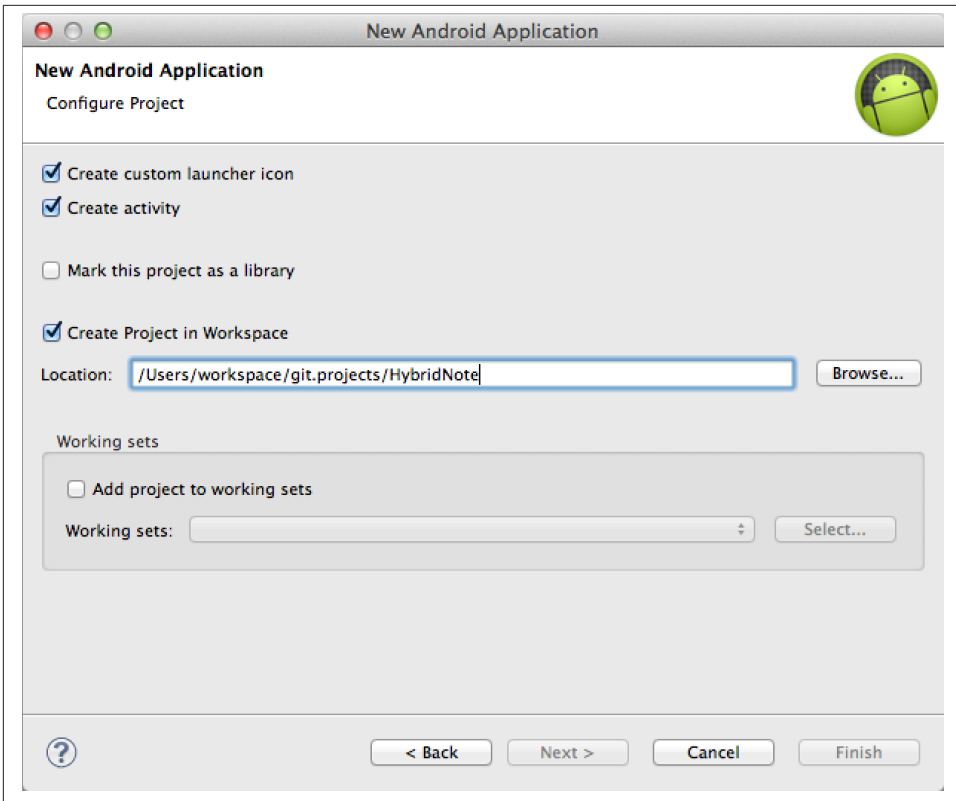 New Android Application
New Android Application
Configure Project
Create custom launcher icon
Create activity
Mark this project as a library
Create Project in Workspace
Location: /Users/workspace/git.projects/HybridNote Browse...
Working sets
Add project to working sets
Working sets: Select...
? < Back Next > Cancel Finish